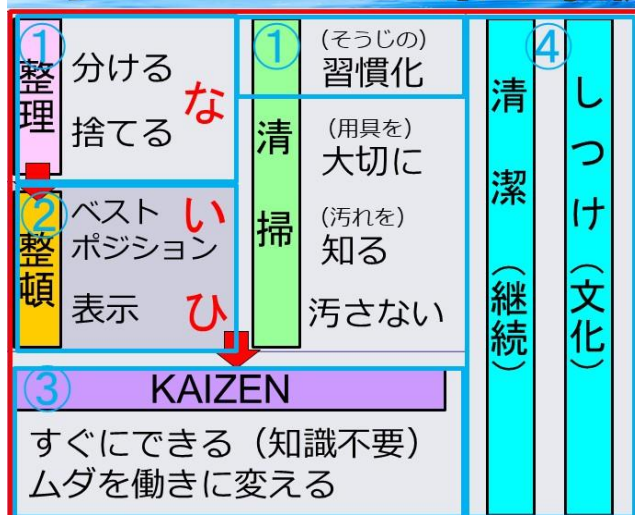 ①
整理
分ける
捨てる
な
②
整頓
ベスト
ポジション
い
表示
ひ
①
清掃
(そうじの)
習慣化
(用具を)
大切に
(汚れを)
知る
汚さない
③
KAIZEN
すぐにできる（知識不要）
ムダを働きに変える
④
清潔（継続）
しつけ（文化）